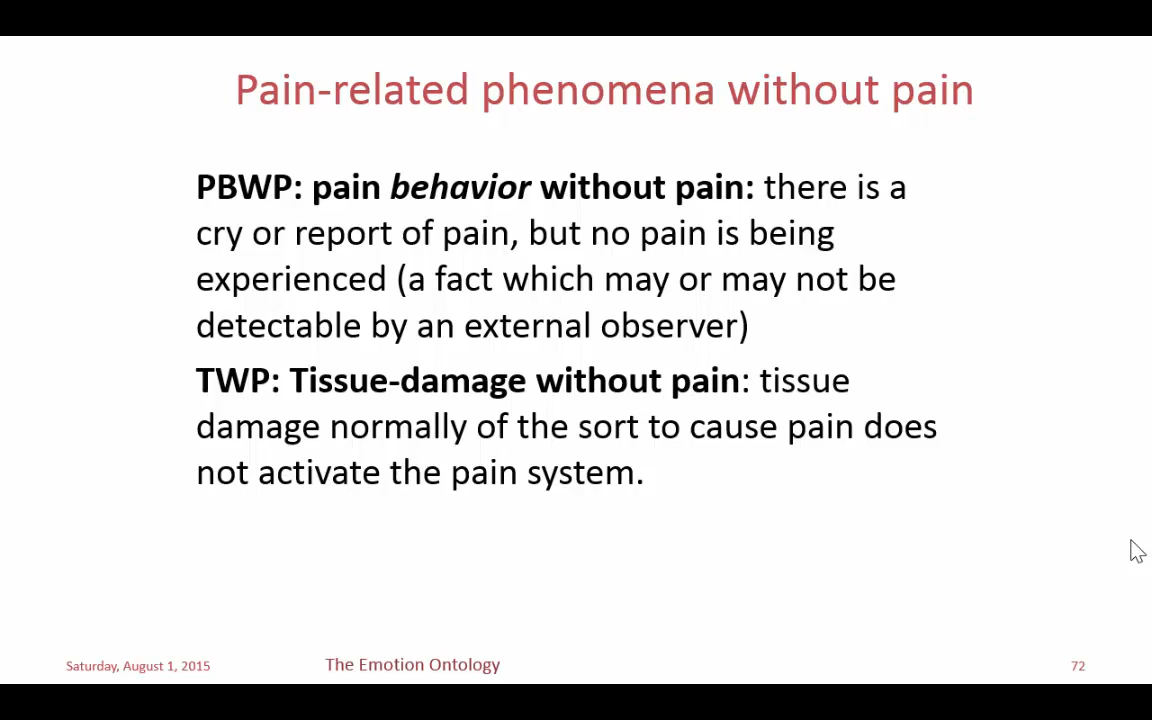 Pain-related phenomena without pain
PBWP: pain behavior without pain: there is a
cry or report of pain, but no pain is being
experienced (a fact which may or may not be
detectable by an external observer)
TWP: Tissue-damage without pain: tissue
damage normally of the sort to cause pain does
not activate the pain system.
Saturday, August 1, 2015
The Emotion Ontology
72